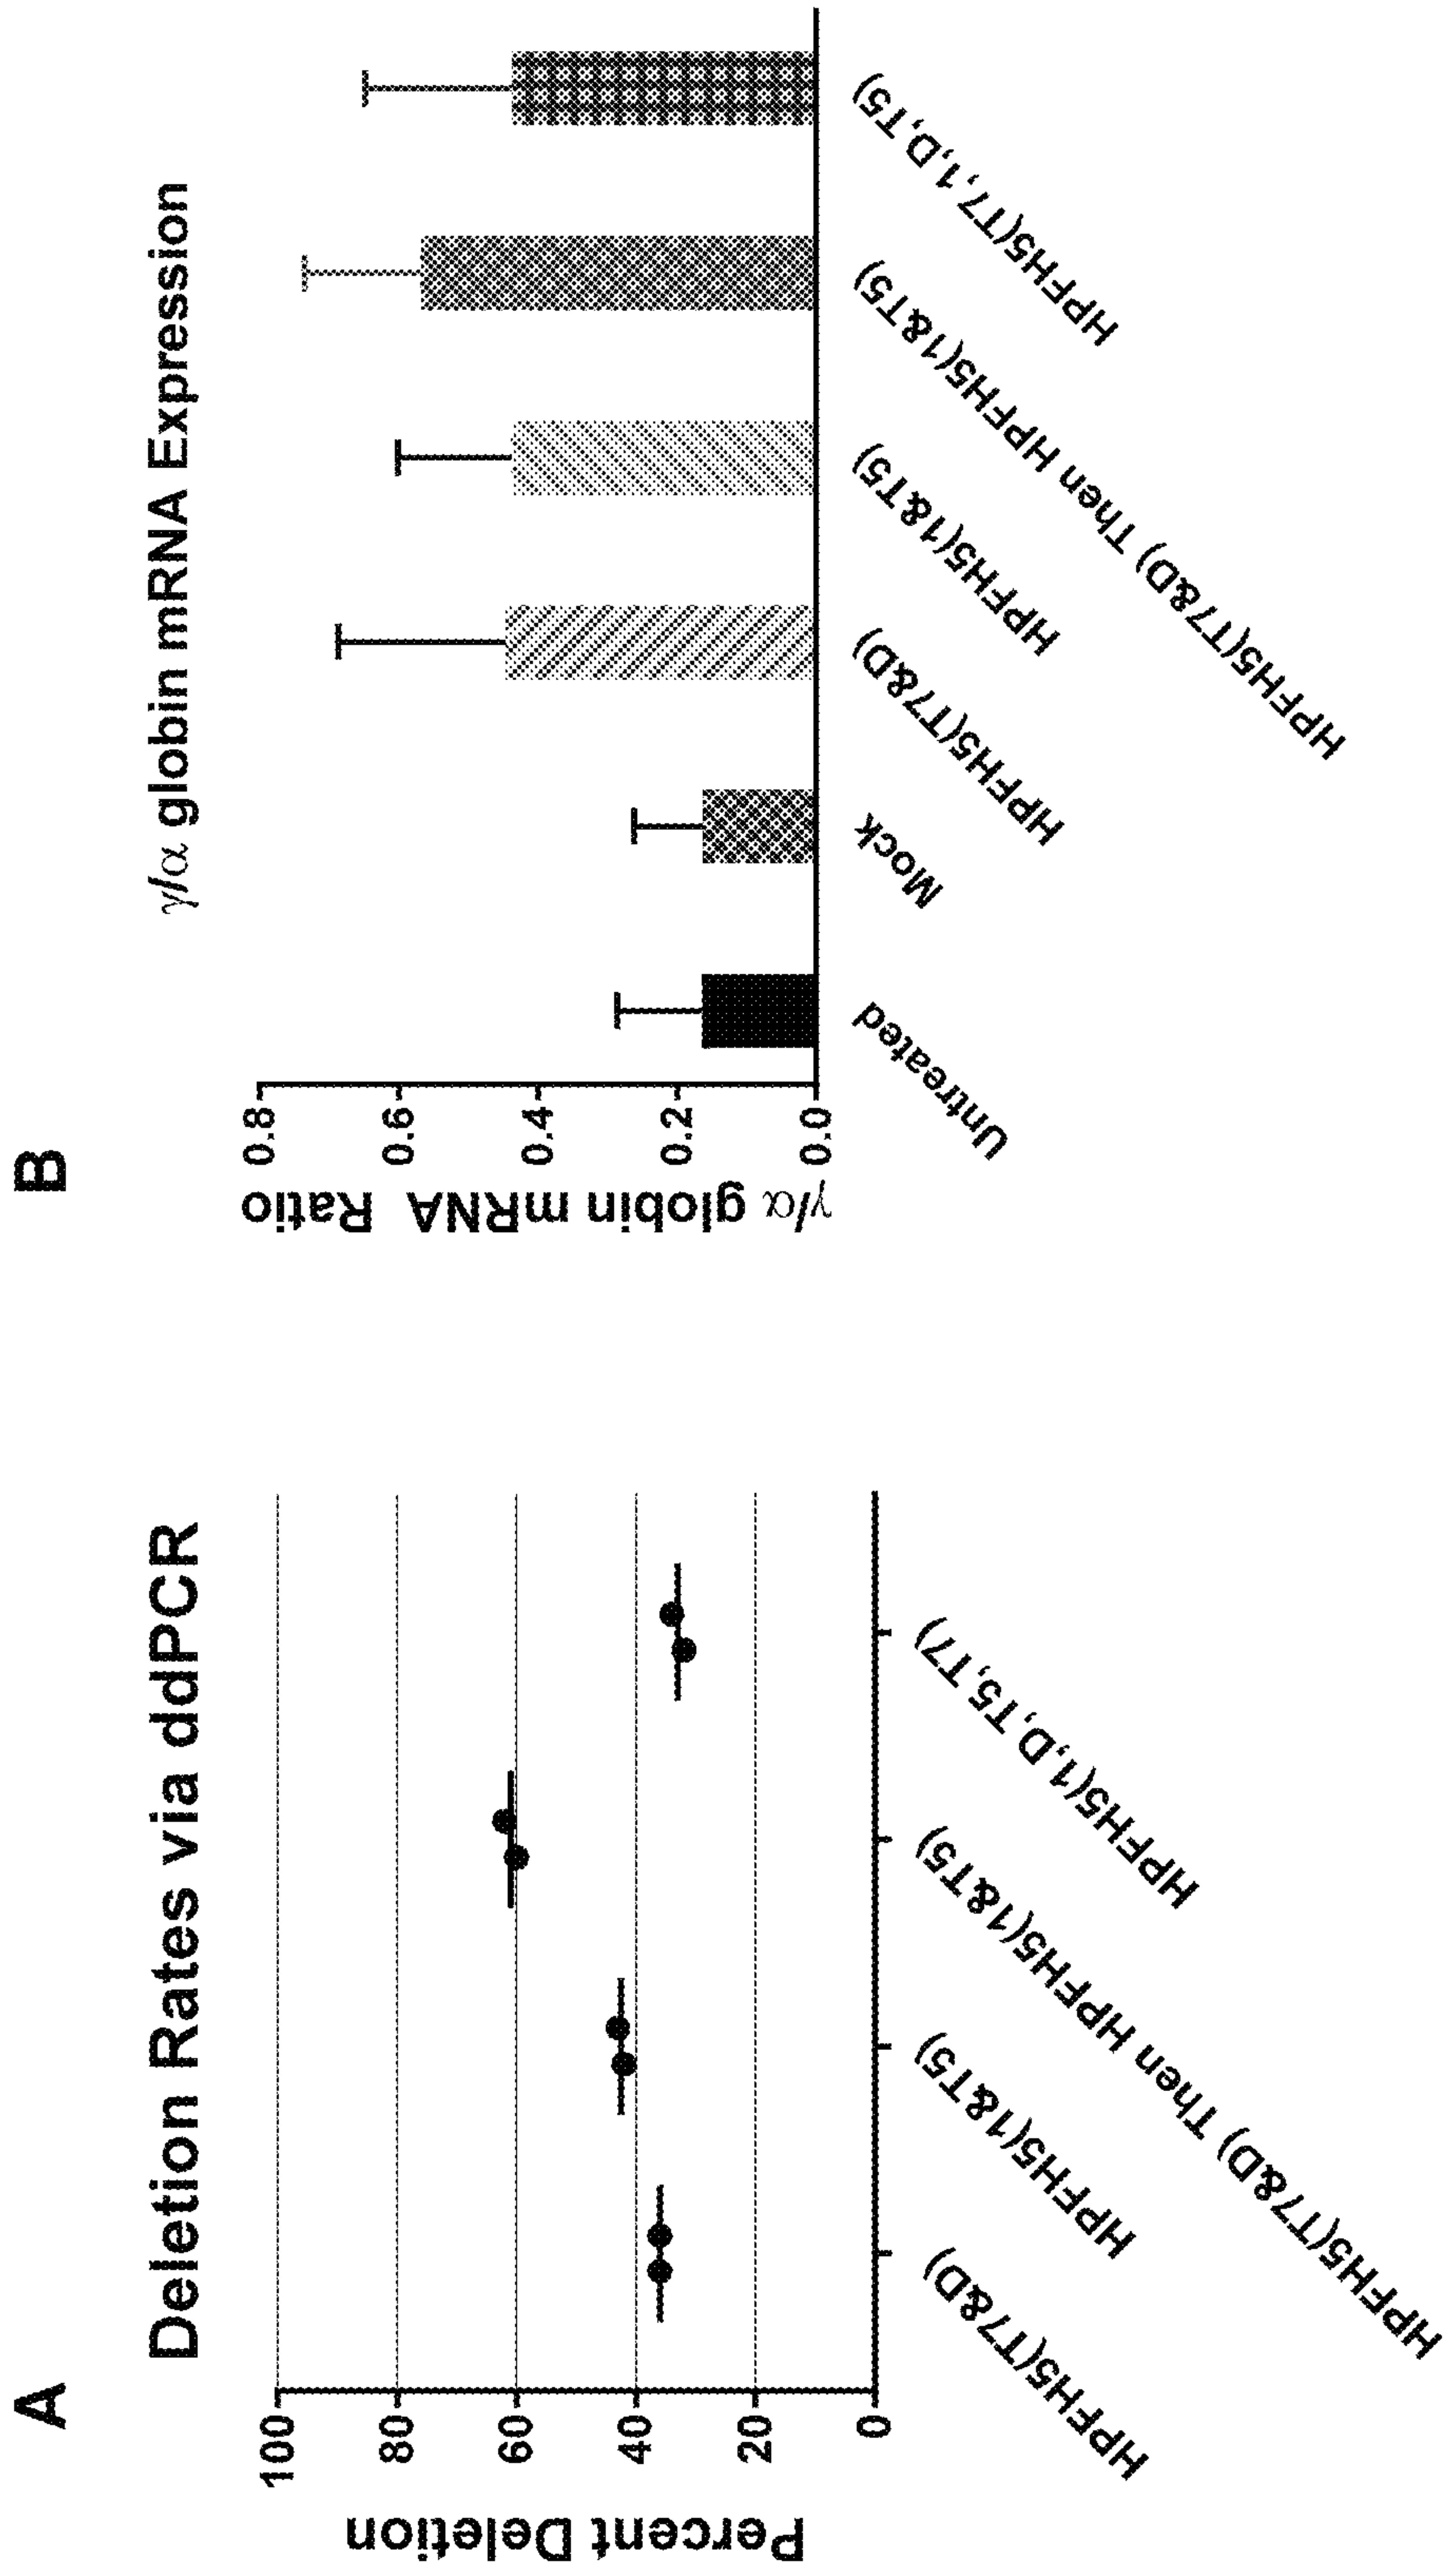 A
Deletion Rates via ddPCR
Percent Deletion
100
80
60
40
20
0
HPFH5(T7&D)
HPFH5(1&T5)
HPFH5(T7&D) Then HPFH5(1&T5)
HPFH5(1,D,T5,T7)
B
γ/α globin mRNA Expression
γ/α globin mRNA Ratio
0.8
0.6
0.4
0.2
0.0
Untreated
Mock
HPFH5(T7&D)
HPFH5(1&T5)
HPFH5(T7&D) Then HPFH5(1&T5)
HPFH5(T7,1,D,T5)